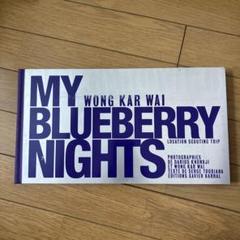 MY WONG KAR WAI
BLUEBERRY
LOCATION SCOUTING TRIP
NIGHTS
PHOTOGRAPHIES
DE DARIUS KHONDJI
ET WONG KAR WAI
TEXTE DE SERGE TOUBIANA
EDITIONS XAVIER BARRAL